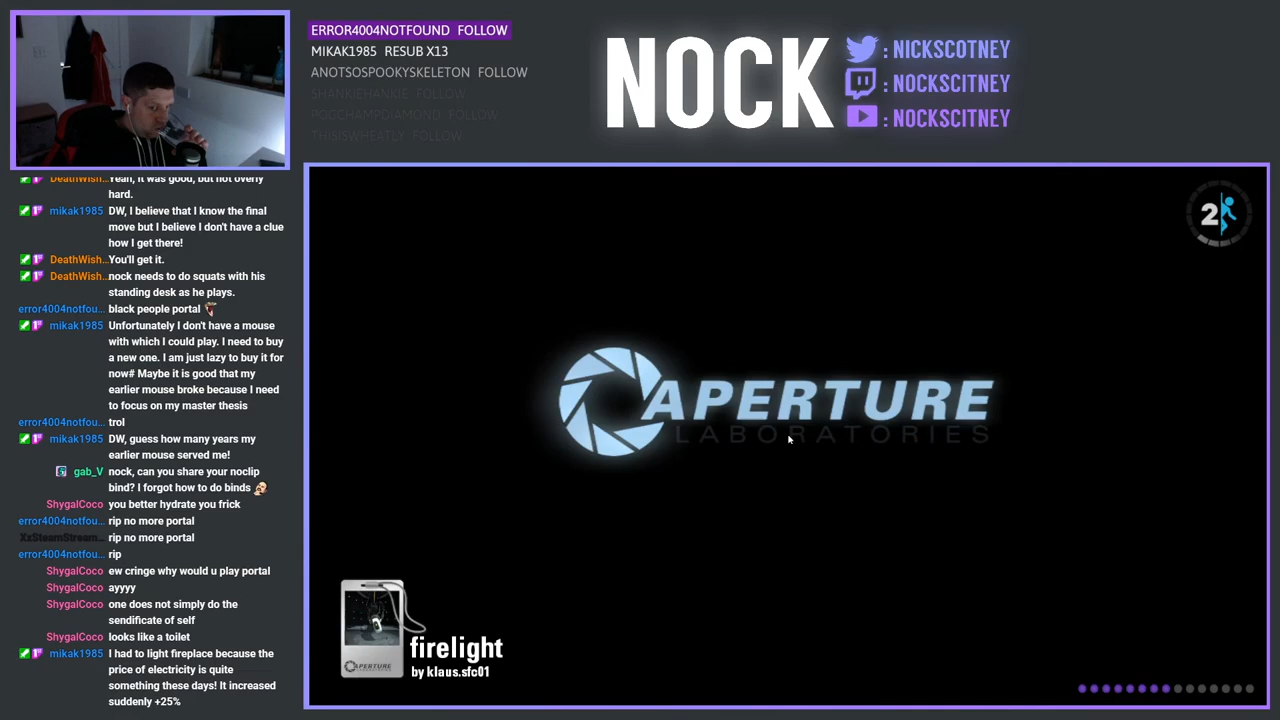 ERROR4004NOTFOUND FOLLOW
MIKAK1985 RESUB X13
ANOTSOSPOOKYSKELETON FOLLOW
SHANKIEHANKIE FOLLOW
POGCHAMPDIAMOND FOLLOW
THISISWHEATLY FOLLOW
NOCK
: NICKSCOTNEY
: NOCKSCITNEY
: NOCKSCITNEY
DeathWish... Yeah, it was good, but not overly
hard.
mikak1985 DW, I believe that I know the final
move but I believe I don't have a clue
how I get there!
DeathWish... You'll get it.
DeathWish... nock needs to do squats with his
standing desk as he plays.
error4004notfou... black people portal
mikak1985 Unfortunately I don't have a mouse
with which I could play. I need to buy
a new one. I am just lazy to buy it for
now# Maybe it is good that my
earlier mouse broke because I need
to focus on my master thesis
error4004notfou... trol
mikak1985 DW, guess how many years my
earlier mouse served me!
gab_V nock, can you share your noclip
bind? I forgot how to do binds
ShygalCoco you better hydrate you frick
error4004notfou... rip no more portal
XzSteamStream... rip no more portal
error4004notfou... rip
ShygalCoco ew cringe why would u play portal
ShygalCoco ayyyy
ShygalCoco one does not simply do the
sendificate of self
ShygalCoco looks like a toilet
mikak1985 I had to light fireplace because the
price of electricity is quite
something these days! It increased
suddenly +25%
2
APERTURE
LABORATORIES
APERTURE
firelight
by klaus.sfc01